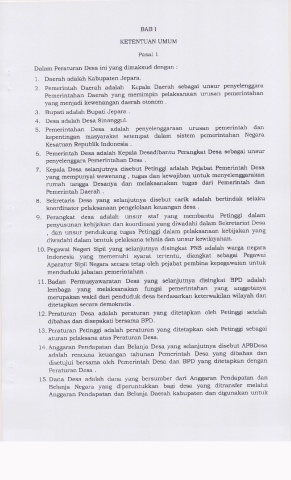 BAB I
KETENTUAN UMUM
Pasal 1
Dalam Peraturan Desa ini yang dimaksud dengan :
1. Daerah adalah Kabupaten Jepara.
2. Pemerintah Daerah adalah Kepala Daerah sebagai unsur penyelenggara
Pemerintahan Daerah yang memimpin pelaksanaan urusan pemerintahan
yang menjadi kewenangan daerah otonom .
3. Bupati adalah Bupati Jepara .
4. Desa adalah Desa Sinanggul.
5. Pemerintahan Desa adalah penyelenggaraan urusan pemerintahan dan
kepentingan masyarakat setempat dalam sistem pemerintahan Negara
Kesatuan Republik Indonesia .
6. Pemerintah Desa adalah Kepala Desadibantu Perangkat Desa sebagai unsur
penyelenggara Pemerintahan Desa .
7. Kepala Desa selanjutnya disebut Petinggi adalah Pejabat Pemerintah Desa
yang mempunyai wewenang , tugas dan kewajiban untuk menyelenggarakan
rumah tangga Desanya dan melaksanakan tugas dari Pemerintah dan
Pemerintah Daerah .
8. Sekretaris Desa yang selanjutnya disebut carik adalah bertindak selaku
koordinator pelaksanaan pengelolaan keuangan desa .
9. Perangkat desa adalah unsur staf yang membantu Petinggi dalam
penyusunan kebijakan dan koordinasi yang diwadahi dalam Sekretariat Desa
, dan unsur pendukung tugas Petinggi dalam pelaksanaan kebijakan yang
diwadahi dalam bentuk pelaksana tehnis dan unsur kewilayahan.
10. Pegawai Negeri Sipil yang selanjutnya disingkat PNS adalah warga negara
Indonesia yang memenuhi syarat tertentu, diangkat sebagai Pegawai
Aparatur Sipil Negara secara tetap oleh pejabat pembina kepegawaian untuk
menduduki jabatan pemerintahan .
11. Badan Permusyawaratan Desa yang selanjutnya disingkat BPD adalah
lembaga yang melaksanakan fungsi pemerintahan yang anggotanya
merupakan wakil dari penduduk desa berdasarkan keterwakilan wilayah dan
ditetapkan secara demokratis .
12. Peraturan Desa adalah peraturan yang ditetapkan oleh Petinggi setelah
dibahas dan disepakati bersama BPD.
13. Peraturan Petinggi adalah peraturan yang ditetapkan oleh Petinggi sebagai
aturan pelaksana atas Peraturan Desa.
14. Anggaran Pendapatan dan Belanja Desa yang selanjutnya disebut APBDesa
adalah rencana keuangan tahunan Pemerintah Desa yang dibahas dan
disetujui bersama oleh Pemerintah Desa dan BPD yang ditetapkan dengan
Peraturan Desa .
15. Dana Desa adalah dana yang bersumber dari Anggaran Pendapatan dan
Belanja Negara yang diperuntukkan bagi desa yang ditransfer melalui
Anggaran Pendapatan dan Belanja Daerah kabupaten dan digunakan untuk